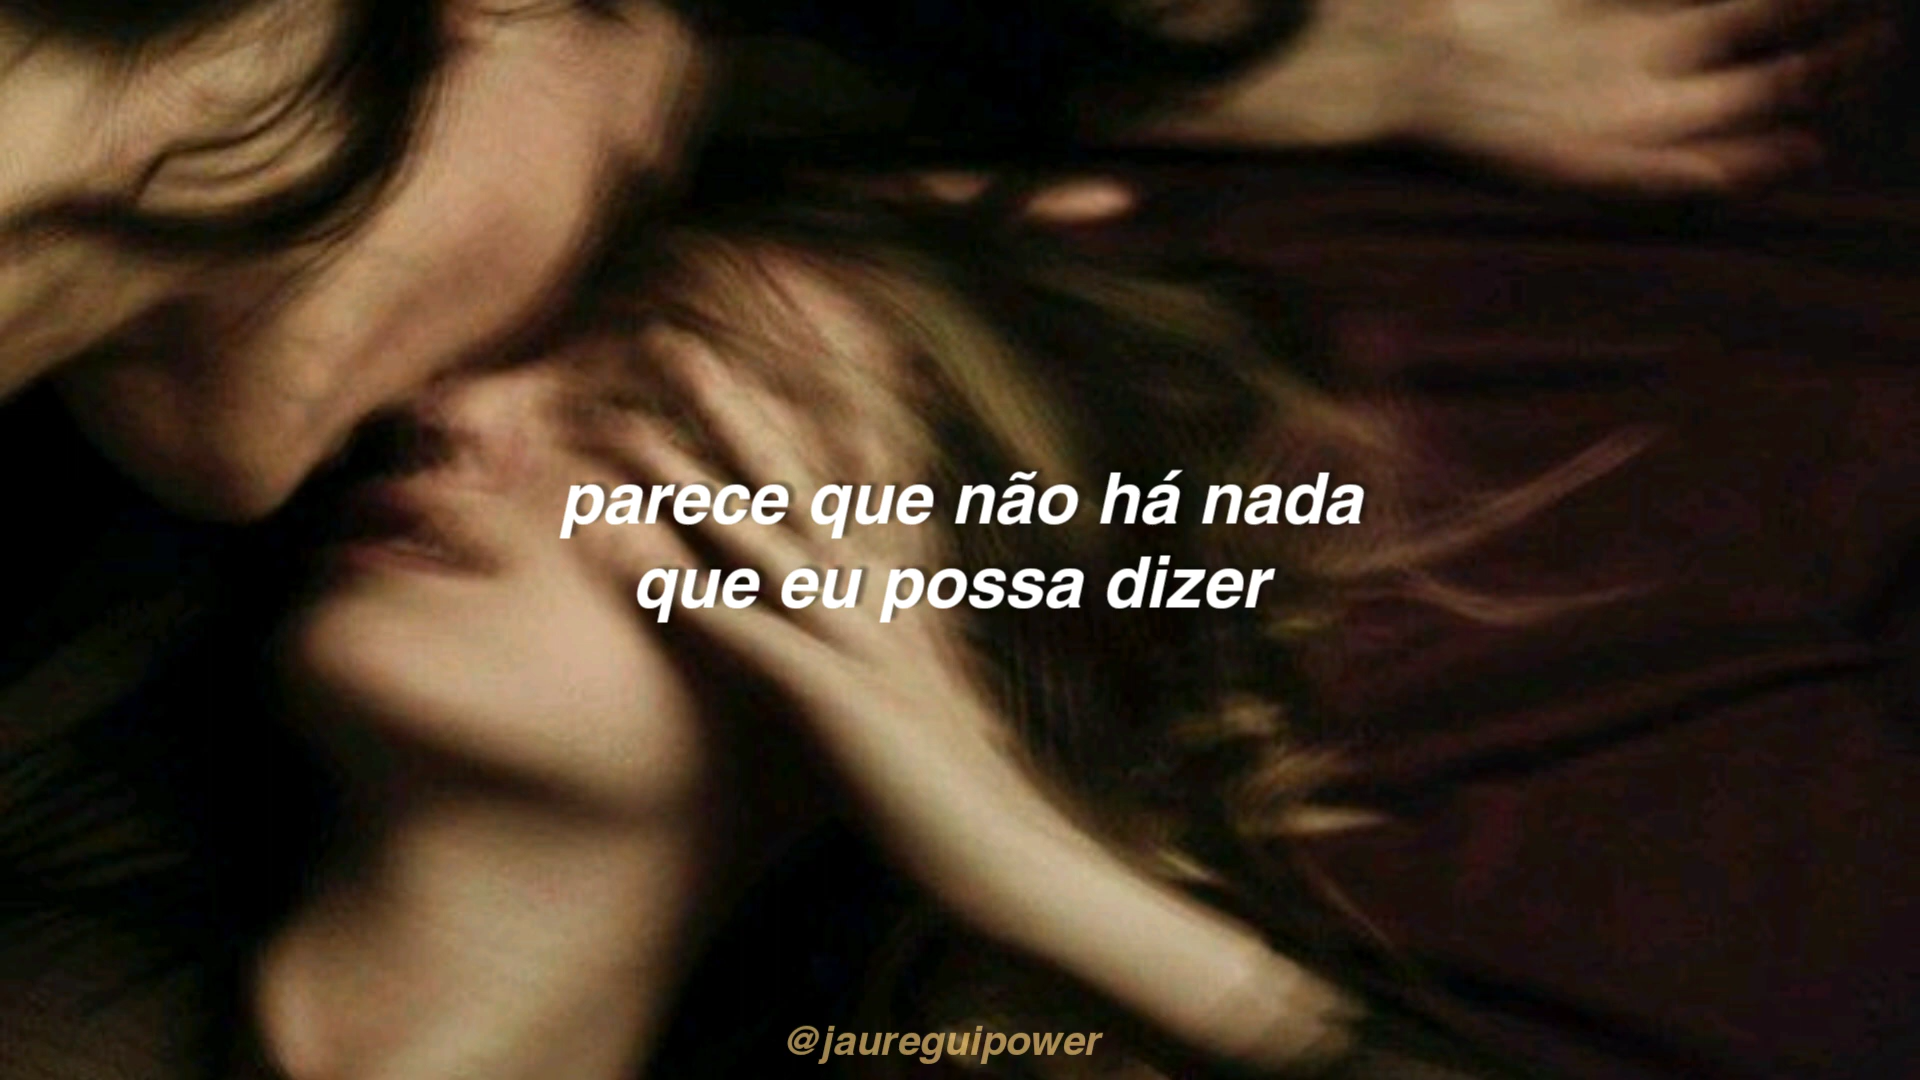 parece que não há nada
que eu possa dizer
@jaureguipower